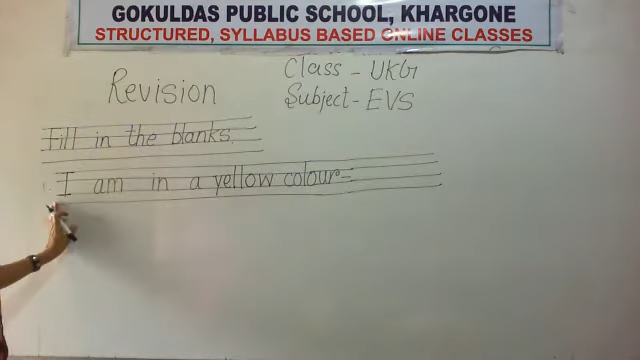 GOKULDAS PUBLIC SCHOOL, KHARGONE
STRUCTURED, SYLLABUS BASED ONLINE CLASSES
Class - UKG
Revision
Subject - EVS
Fill in the blanks.
1. I am in a yellow colour-